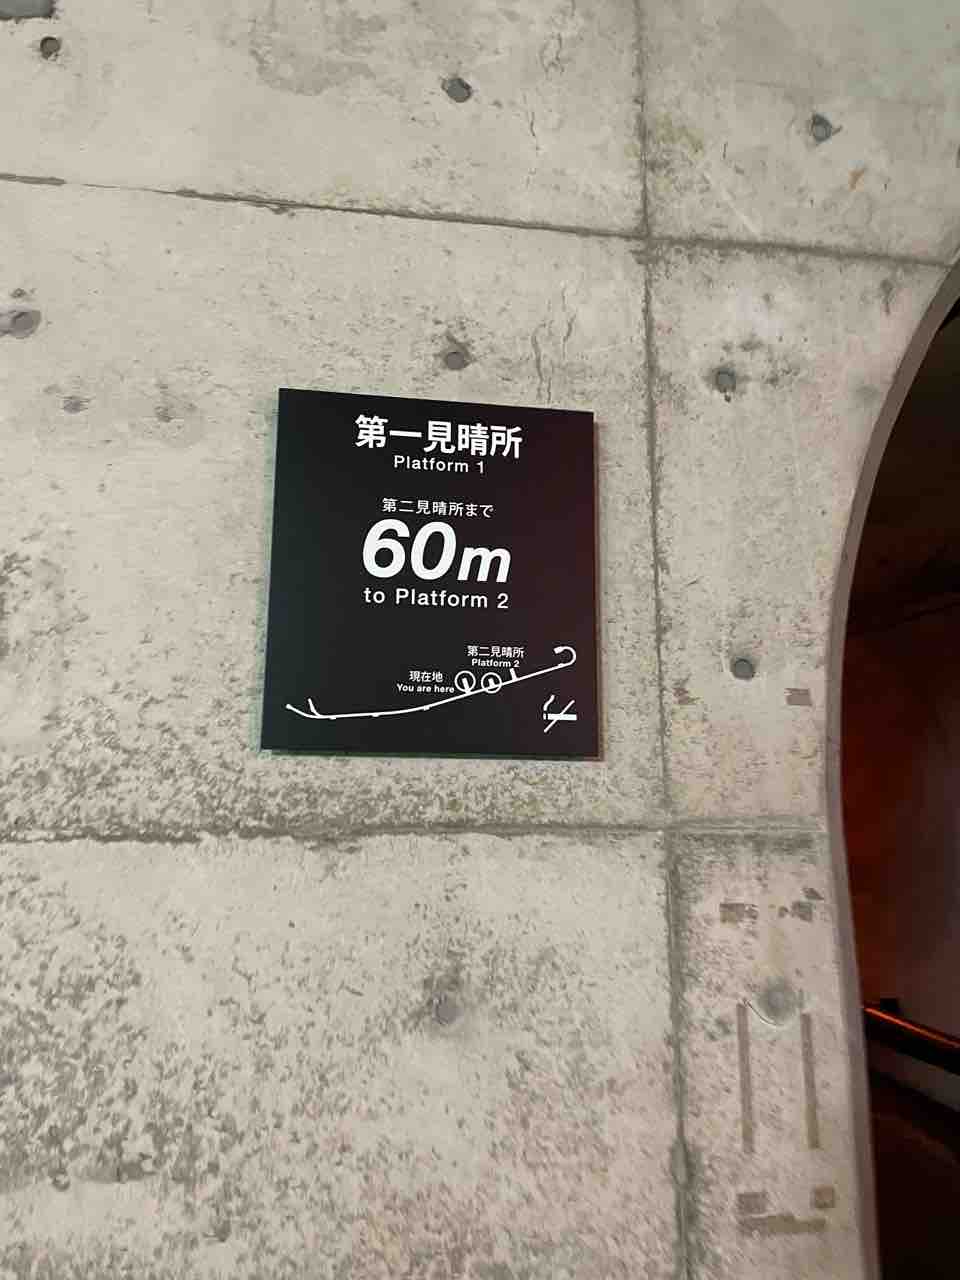 第一見晴所
Platform 1
第二見晴所まで
60m
to Platform 2
第二見晴所
Platform 2
現在地
You are here